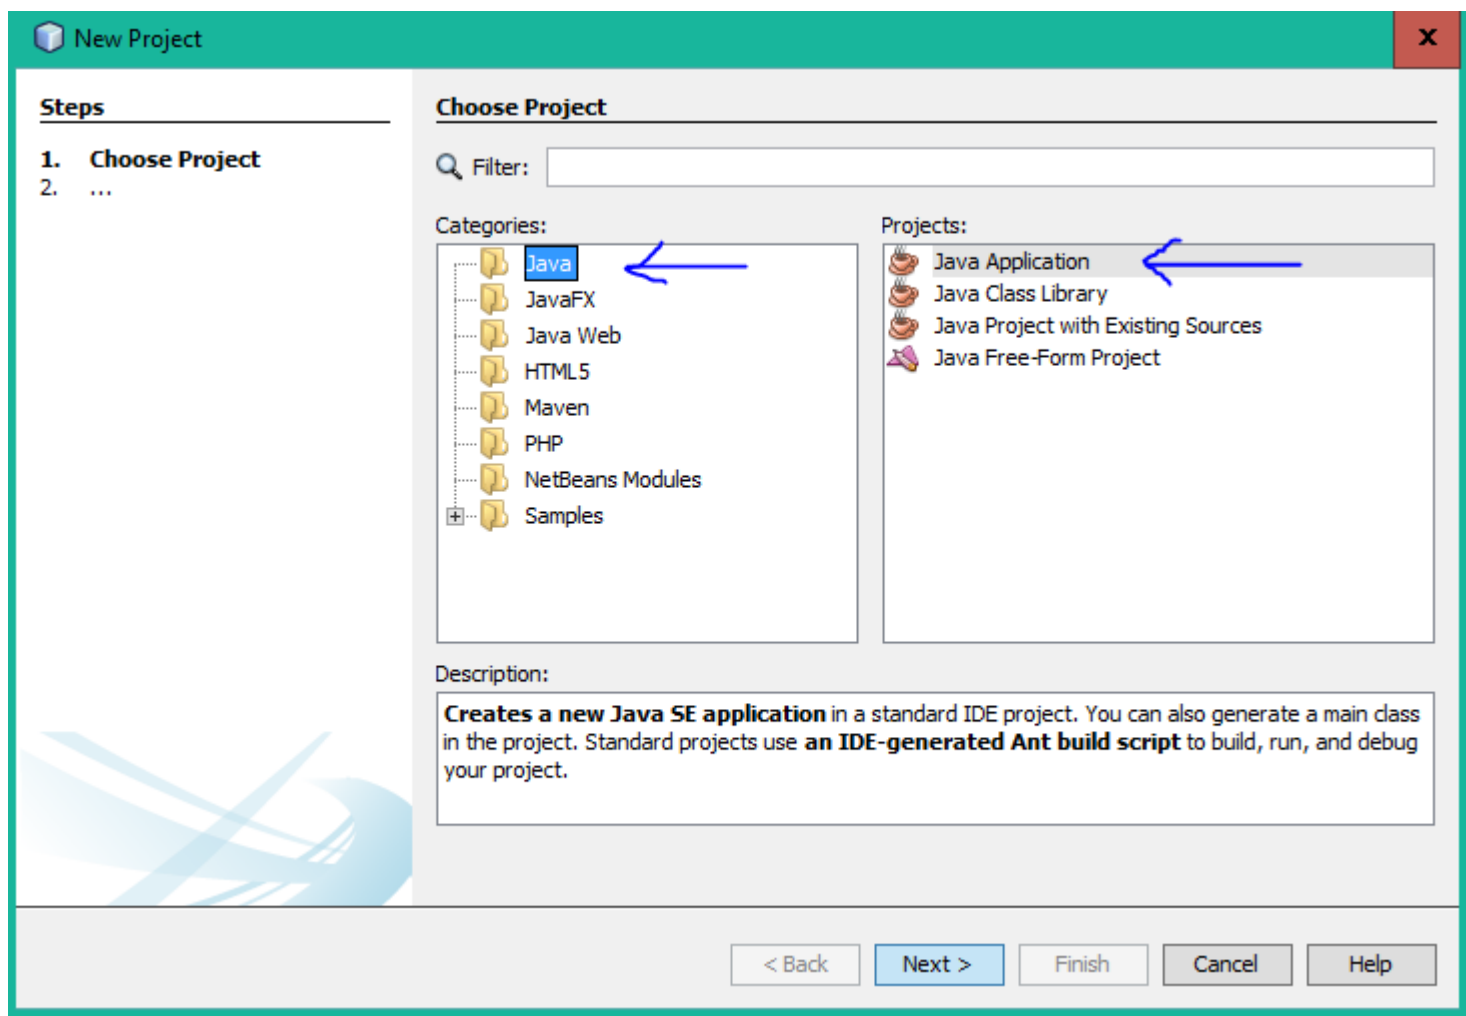 New Project
x
Steps
1. Choose Project
2. ...
Choose Project
Filter:
Categories:
Java
JavaFX
Java Web
HTML5
Maven
PHP
NetBeans Modules
Samples
Projects:
Java Application
Java Class Library
Java Project with Existing Sources
Java Free-Form Project
Description:
Creates a new Java SE application in a standard IDE project. You can also generate a main class
in the project. Standard projects use an IDE-generated Ant build script to build, run, and debug
your project.
< Back
Next >
Finish
Cancel
Help